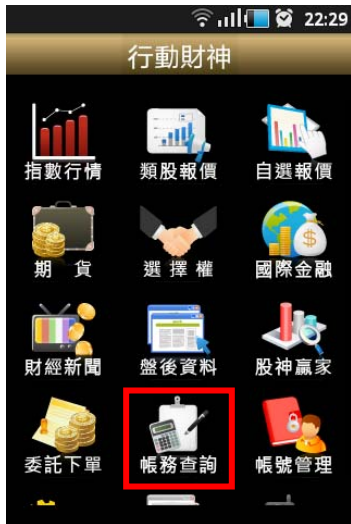 22:29
行動財神
指數行情 類股報價 自選報價
期 貨 選 擇 權 國際金融
財經新聞 盤後資料 股神贏家
委託下單 帳務查詢 帳號管理